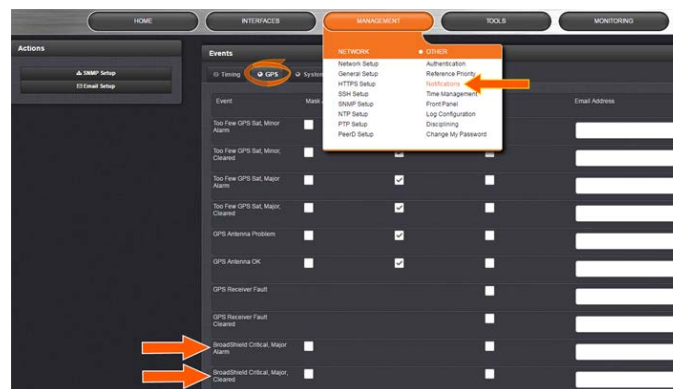 HOME
INTERFACES
MANAGEMENT
TOOLS
MONITORING
Actions
SNMP Setup
Email Setup
Events
Timing
GPS
System
NETWORK
OTHER
Network Setup
Authentication
General Setup
Reference Priority
HTTPS Setup
Notifications
SSH Setup
Time Management
SNMP Setup
Front Panel
NTP Setup
Log Configuration
PTP Setup
Disciplining
PeerD Setup
Change My Password
Event
Mask
Email Address
Too Few GPS Sat, Minor
Alarm
Too Few GPS Sat, Minor,
Cleared
Too Few GPS Sat, Major
Alarm
Too Few GPS Sat, Major,
Cleared
GPS Antenna Problem
GPS Antenna OK
GPS Receiver Fault
GPS Receiver Fault
Cleared
BroadShield Critical, Major
Alarm
BroadShield Critical, Major,
Cleared